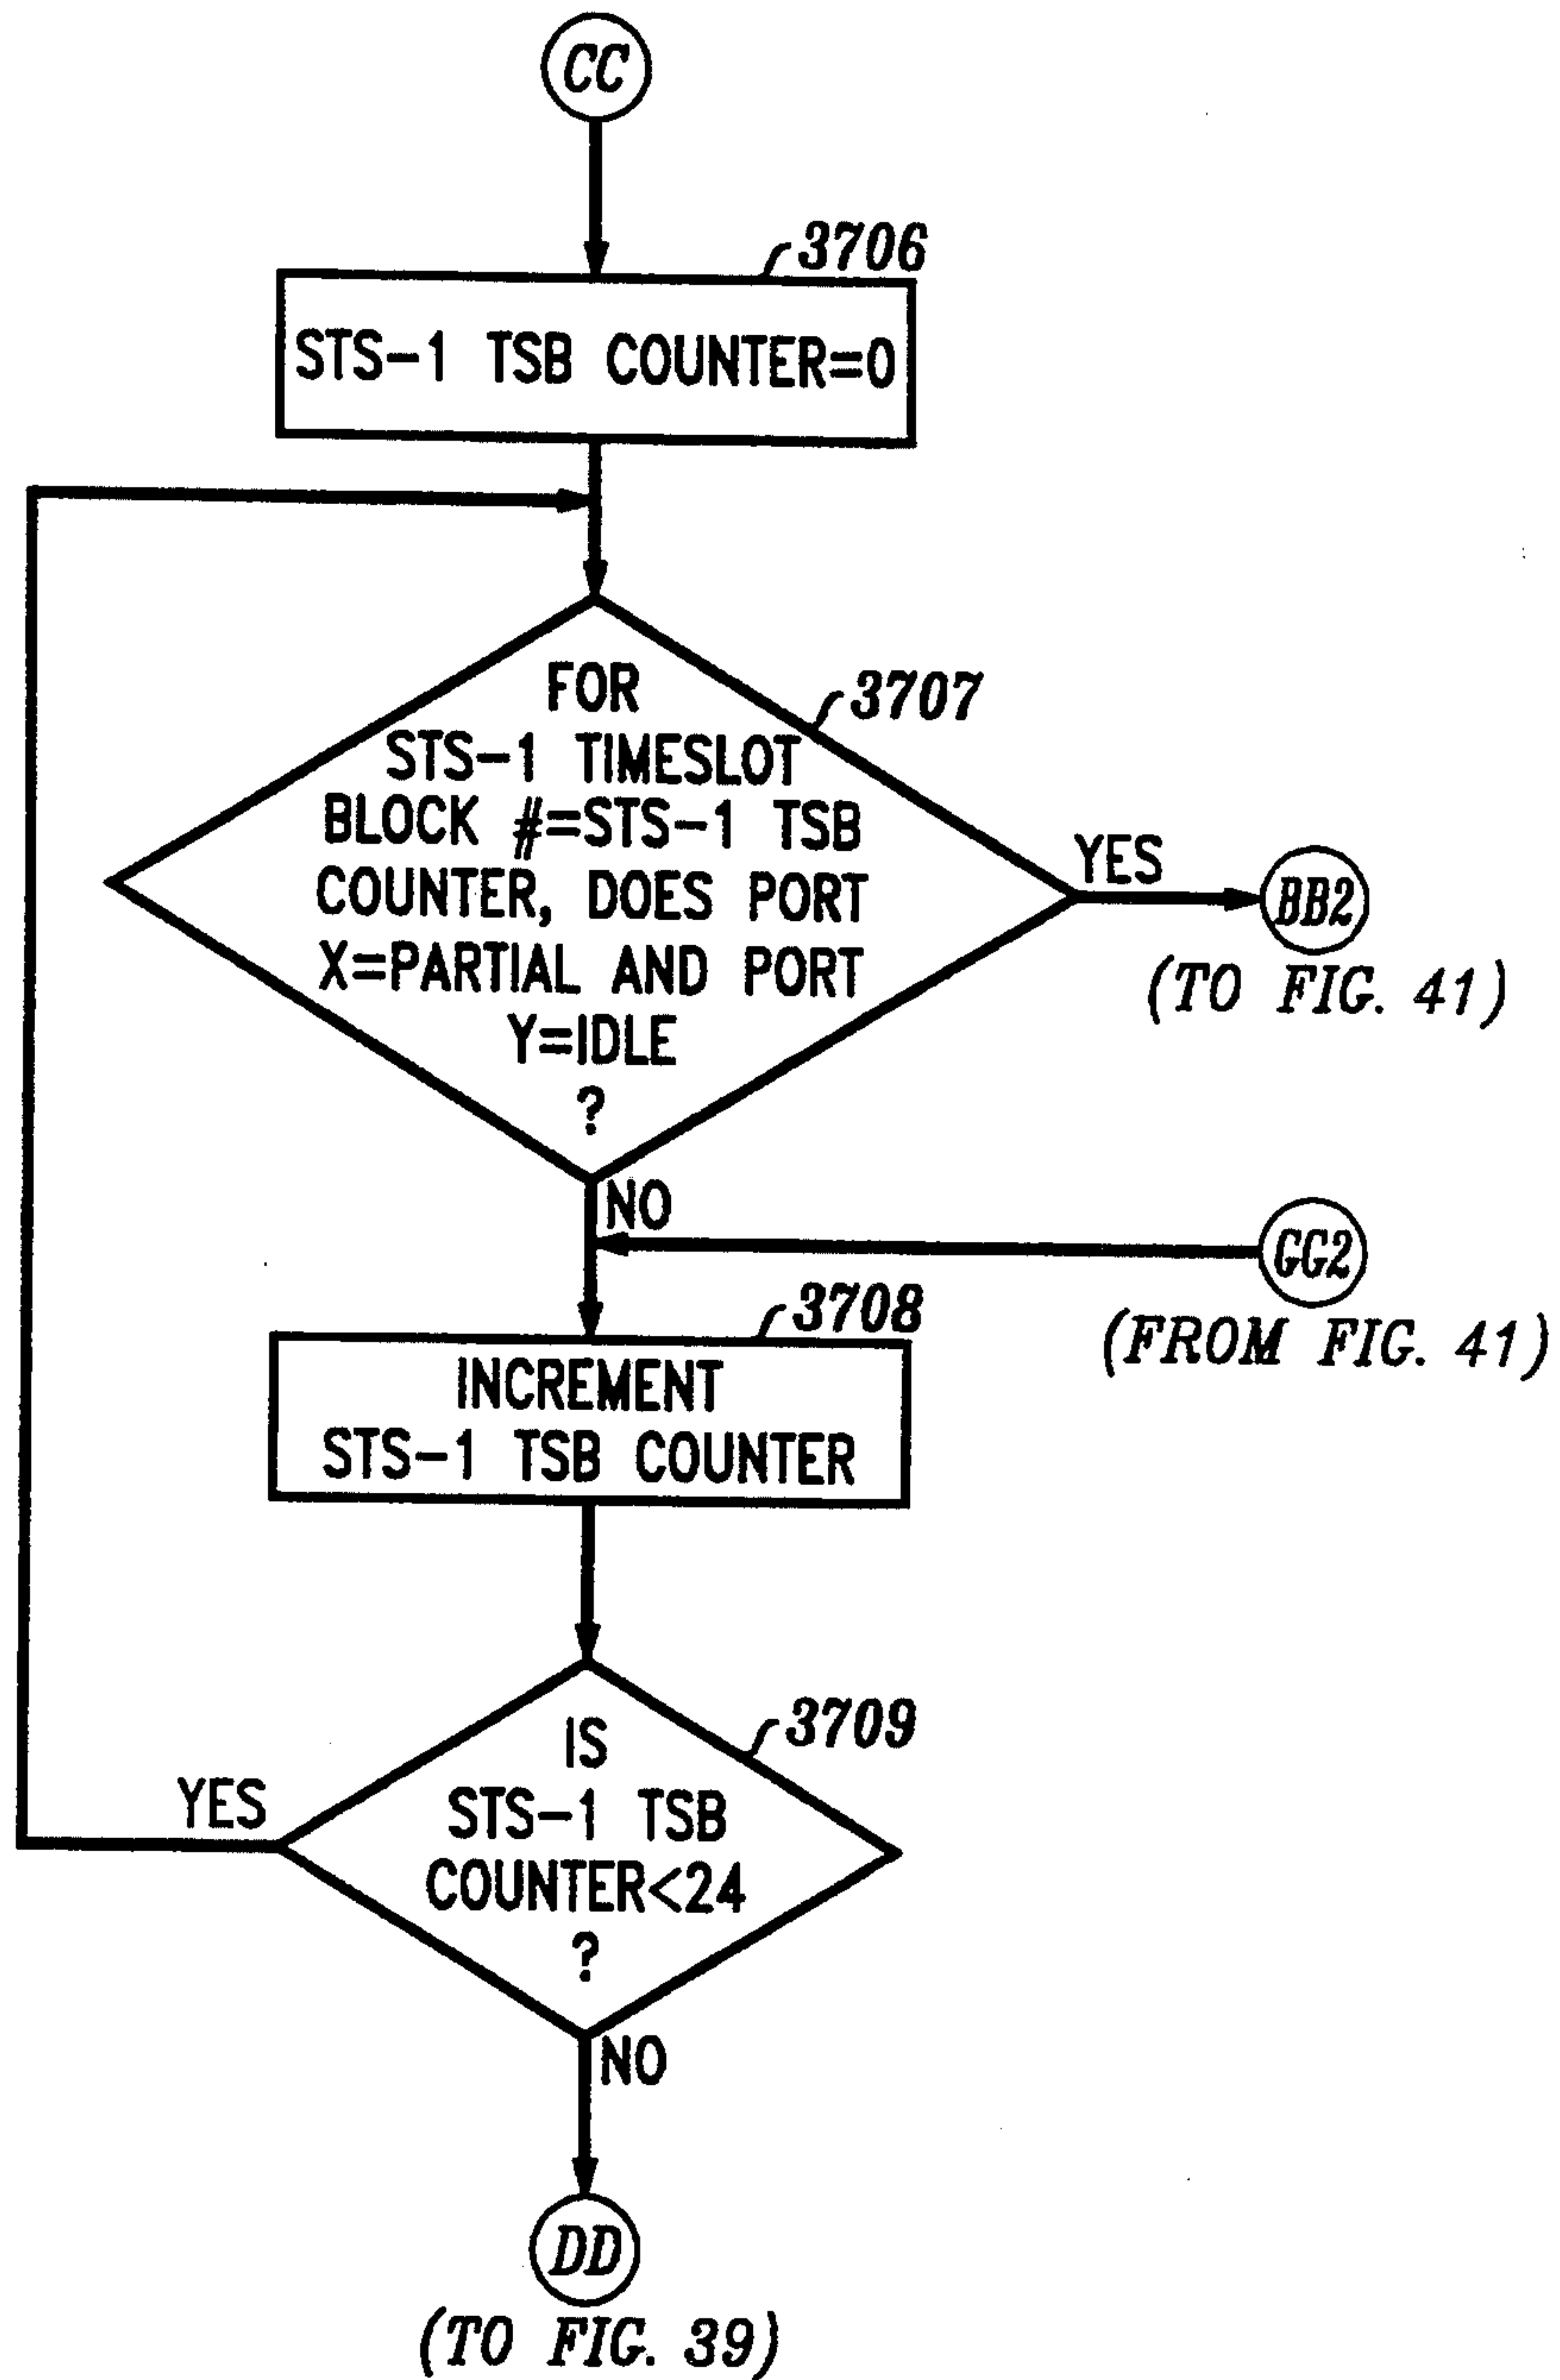 CC
3706
STS-1 TSB COUNTER=0
3707
FOR
STS-1 TIMESLOT
BLOCK #=STS-1 TSB
COUNTER, DOES PORT
X=PARTIAL AND PORT
Y=IDLE
?
YES
BB2
(TO FIG. 41)
NO
GG2
(FROM FIG. 41)
3708
INCREMENT
STS-1 TSB COUNTER
3709
IS
STS-1 TSB
COUNTER<24
?
YES
NO
DD
(TO FIG. 39)